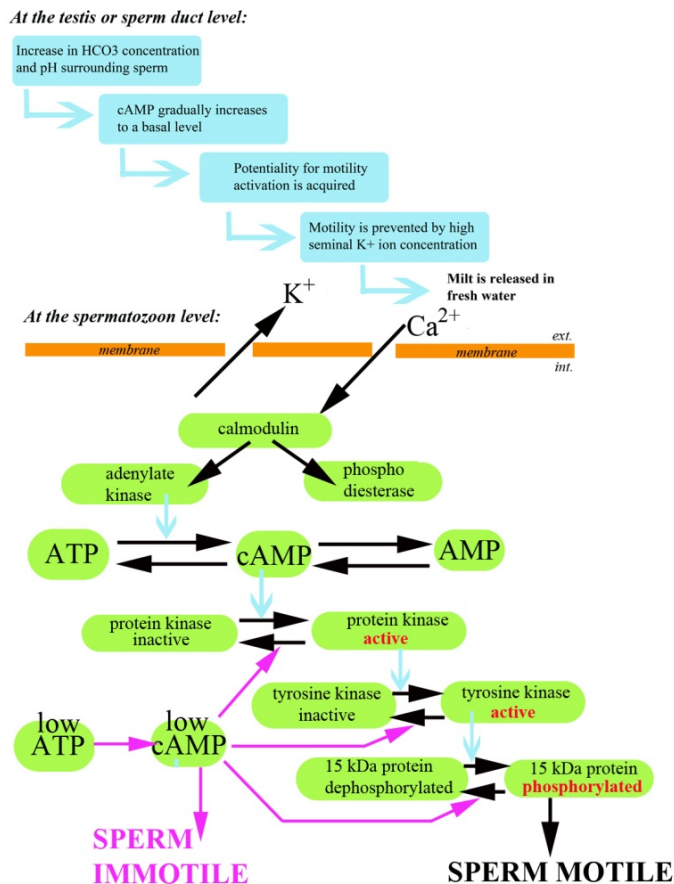 At the testis or sperm duct level:
Increase in HCO3 concentration
and pH surrounding sperm
cAMP gradually increases
to a basal level
Potentiality for motility
activation is acquired
Motility is prevented by high
seminal K+ ion concentration
Milt is released in
fresh water
K+
At the spermatozoon level:
Ca2+
ext.
membrane
membrane
int.
calmodulin
adenylate
kinase
phospho
diesterase
ATP
cAMP
AMP
protein kinase
inactive
protein kinase
active
tyrosine kinase
inactive
tyrosine kinase
active
low
ATP
low
cAMP
15 kDa protein
dephosphorylated
15 kDa protein
phosphorylated
SPERM
IMMOTILE
SPERM MOTILE